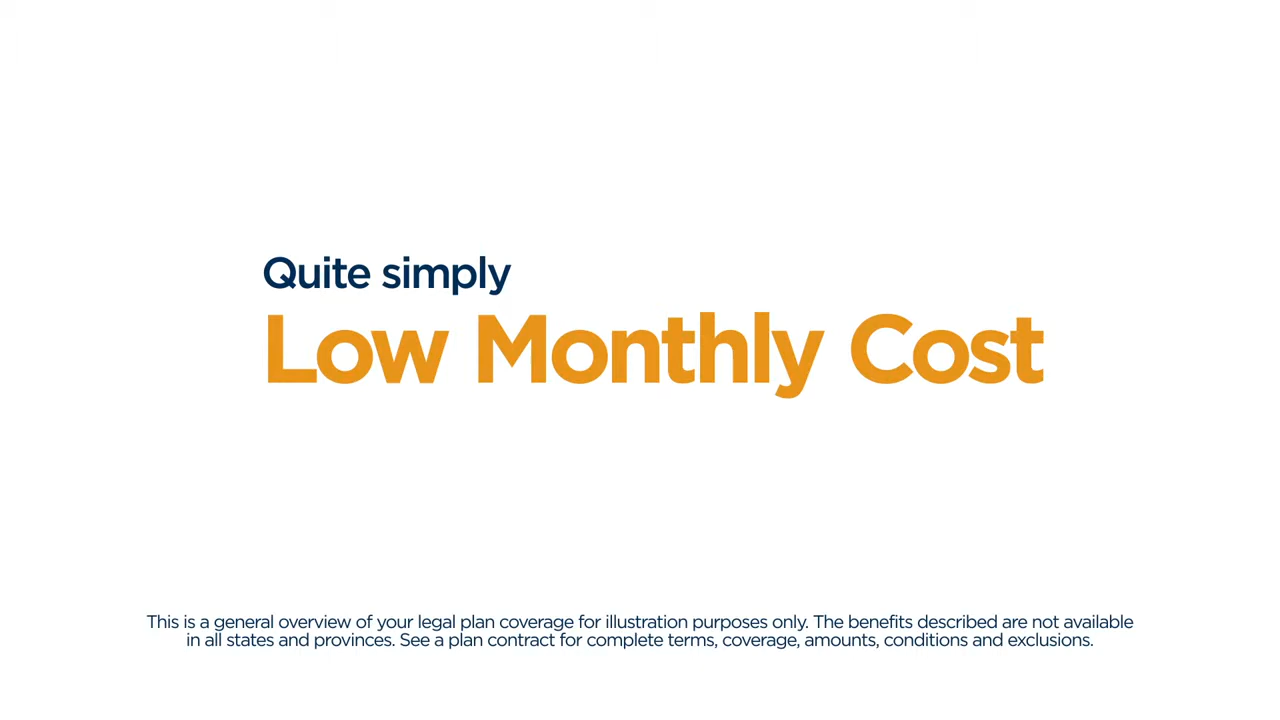 Quite simply
Low Monthly Cost
This is a general overview of your legal plan coverage for illustration purposes only. The benefits described are not available
in all states and provinces. See a plan contract for complete terms, coverage, amounts, conditions and exclusions.